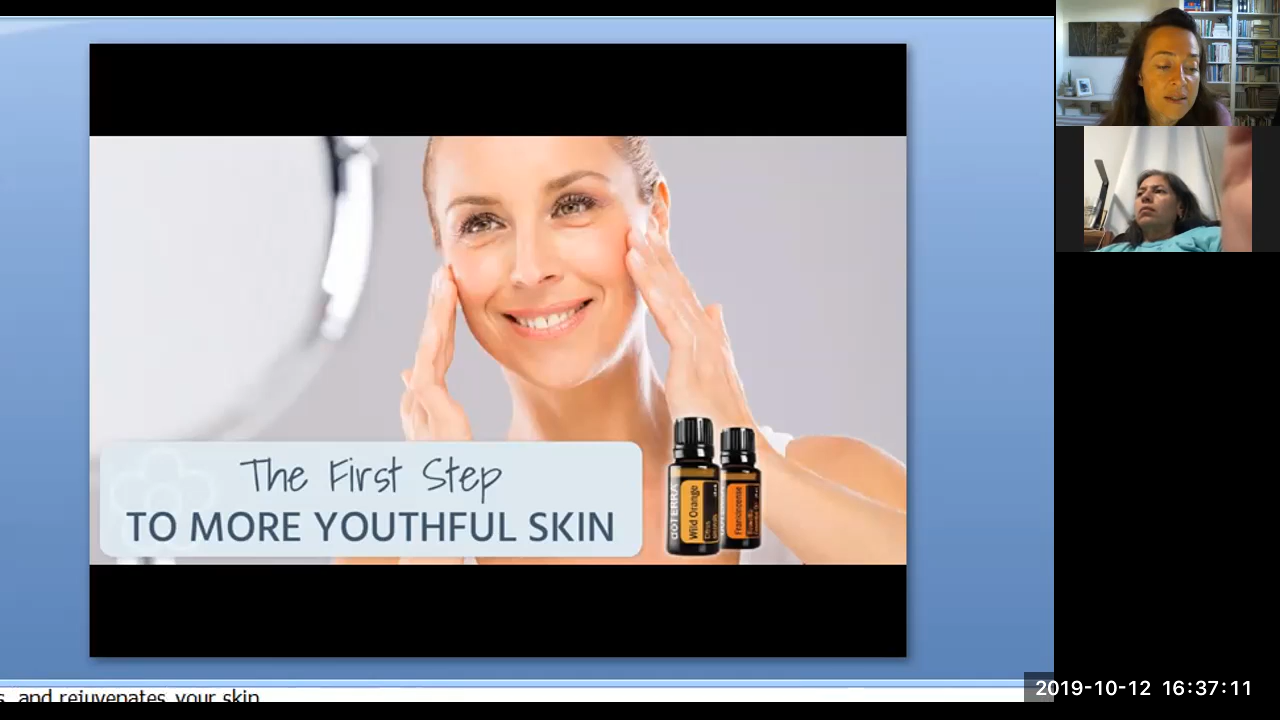 The First Step
TO MORE YOUTHFUL SKIN
doTERRA
Wild Orange
Frankincense
, and rejuvenates your skin
2019-10-12 16:37:11